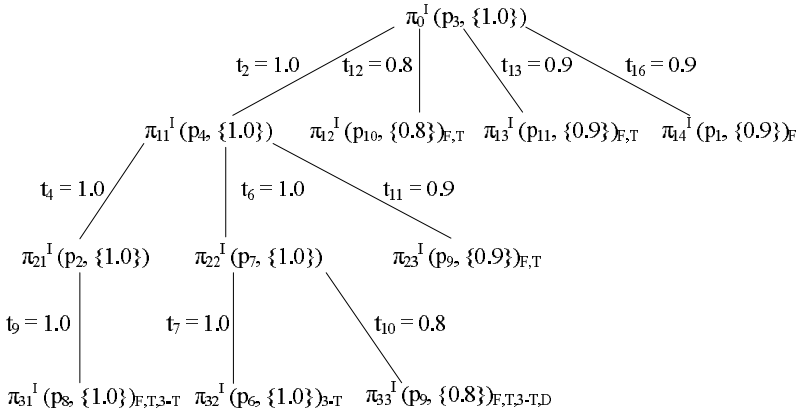 π₀ᴵ (p₃, {1.0})
t₂ = 1.0 t₁₂ = 0.8 t₁₃ = 0.9 t₁₆ = 0.9
π₁₁ᴵ (p₄, {1.0}) π₁₂ᴵ (p₁₀, {0.8})F,T π₁₃ᴵ (p₁₁, {0.9})F,T π₁₄ᴵ (p₁, {0.9})F
t₄ = 1.0 t₆ = 1.0 t₁₁ = 0.9
π₂₁ᴵ (p₂, {1.0}) π₂₂ᴵ (p₇, {1.0}) π₂₃ᴵ (p₉, {0.9})F,T
t₉ = 1.0 t₇ = 1.0 t₁₀ = 0.8
π₃₁ᴵ (p₈, {1.0})F,T,3-T π₃₂ᴵ (p₆, {1.0})3-T π₃₃ᴵ (p₉, {0.8})F,T,3-T,D